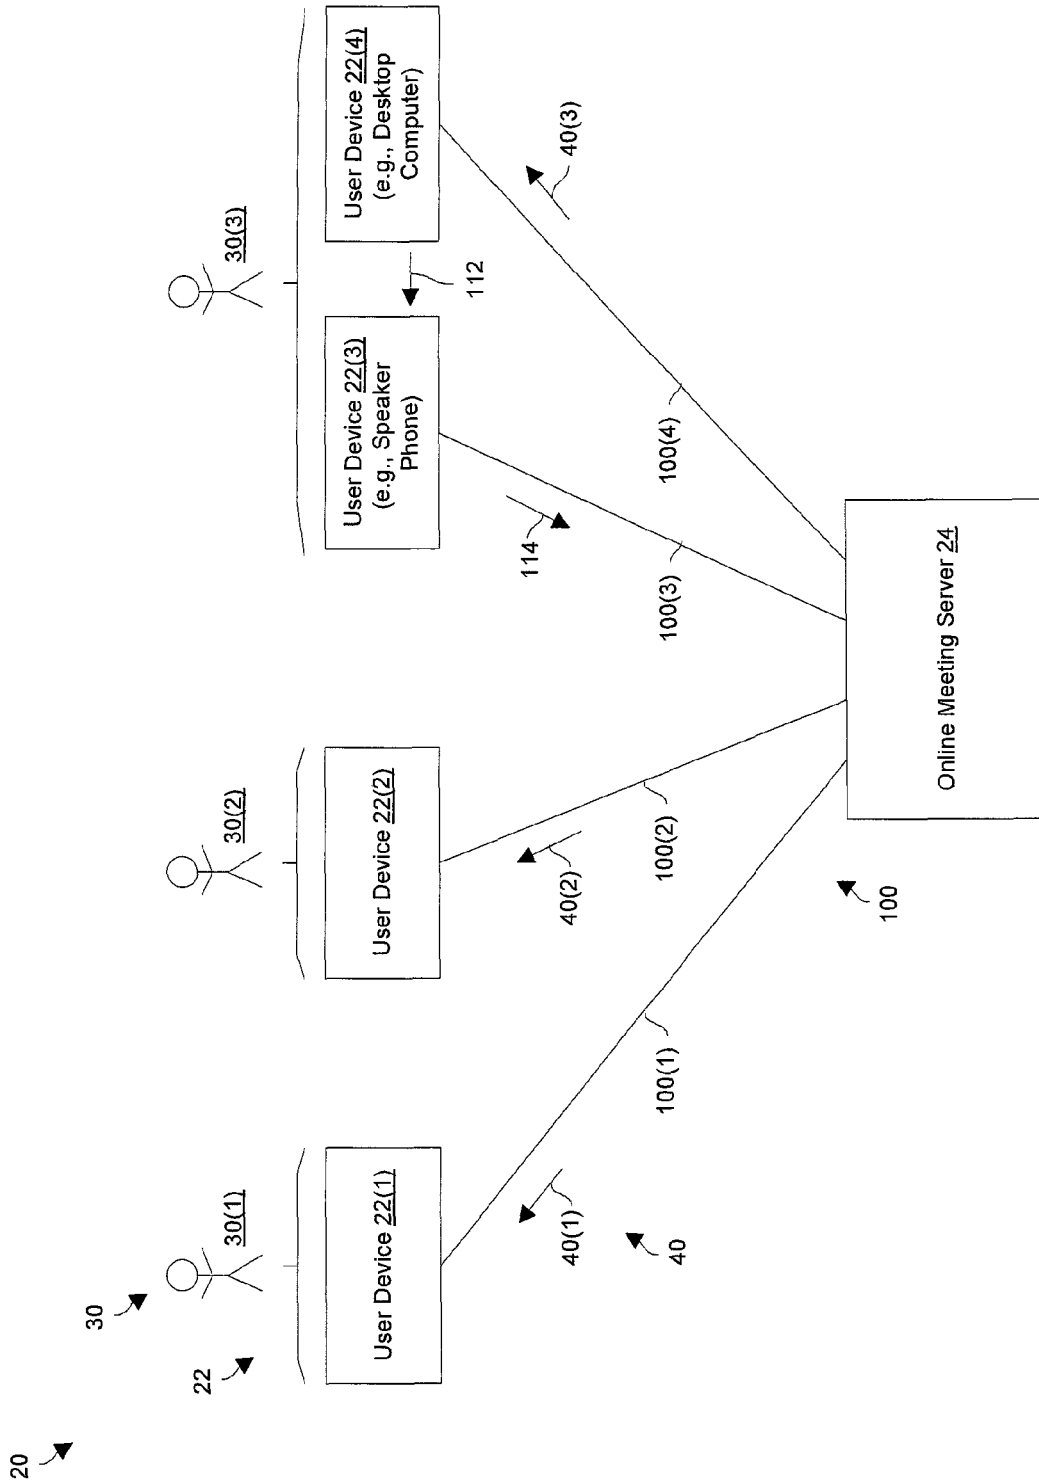 20
22
30
30(1)
30(2)
30(3)
User Device 22(1)
User Device 22(2)
User Device 22(3)
(e.g., Speaker
Phone)
User Device 22(4)
(e.g., Desktop
Computer)
112
40(1)
40
40(2)
114
40(3)
100(1)
100(2)
100(3)
100(4)
100
Online Meeting Server 24